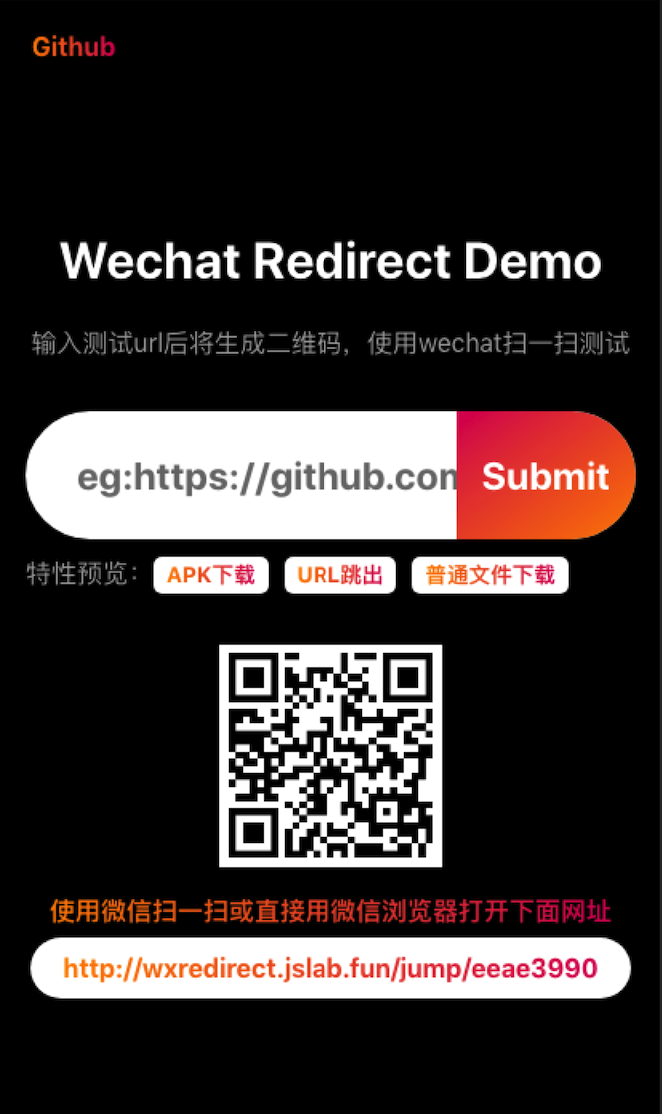 Github
Wechat Redirect Demo
输入测试url后将生成二维码，使用wechat扫一扫测试
eg:https://github.com Submit
特性预览： APK下载 URL跳出 普通文件下载
使用微信扫一扫或直接用微信浏览器打开下面网址
http://wxredirect.jslab.fun/jump/eeae3990